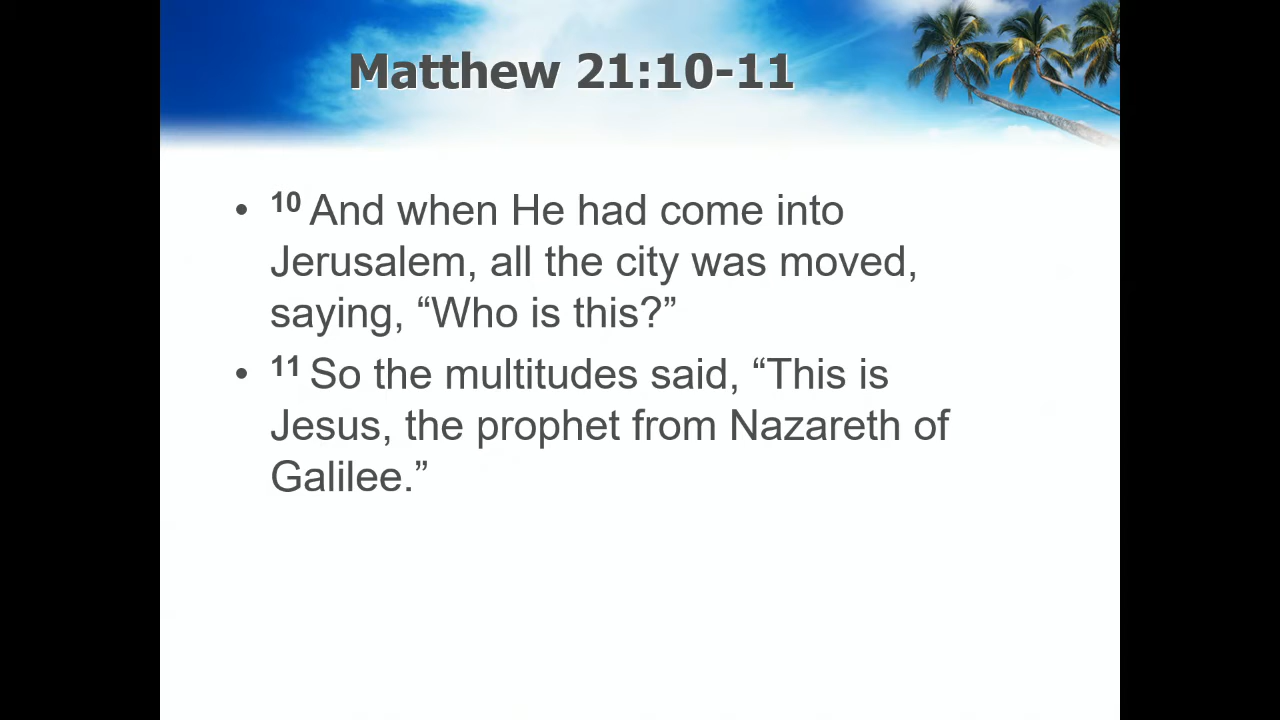 Matthew 21:10-11
• 10 And when He had come into
Jerusalem, all the city was moved,
saying, “Who is this?”
• 11 So the multitudes said, “This is
Jesus, the prophet from Nazareth of
Galilee.”